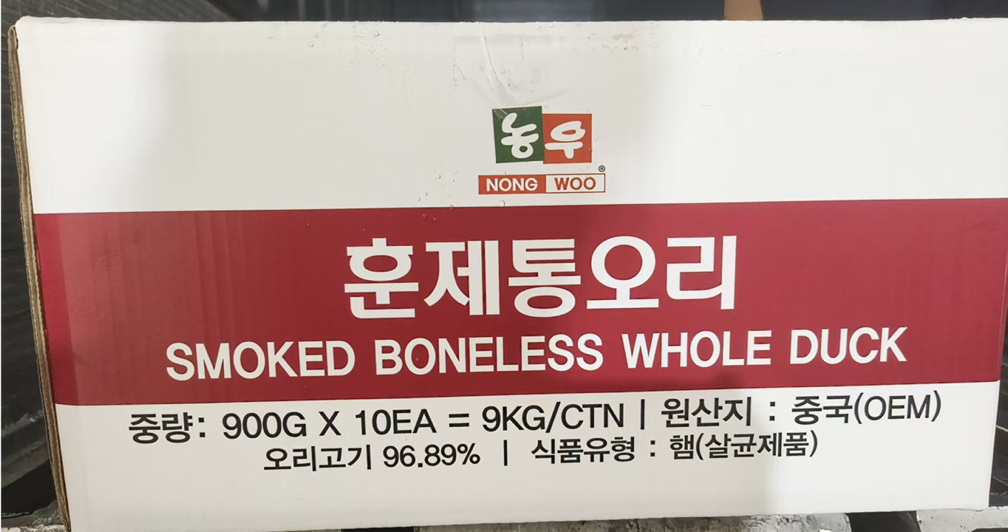 농우
NONG WOO ®
훈제통오리
SMOKED BONELESS WHOLE DUCK
중량: 900G X 10EA = 9KG/CTN | 원산지 : 중국(OEM)
오리고기 96.89% | 식품유형 : 햄(살균제품)